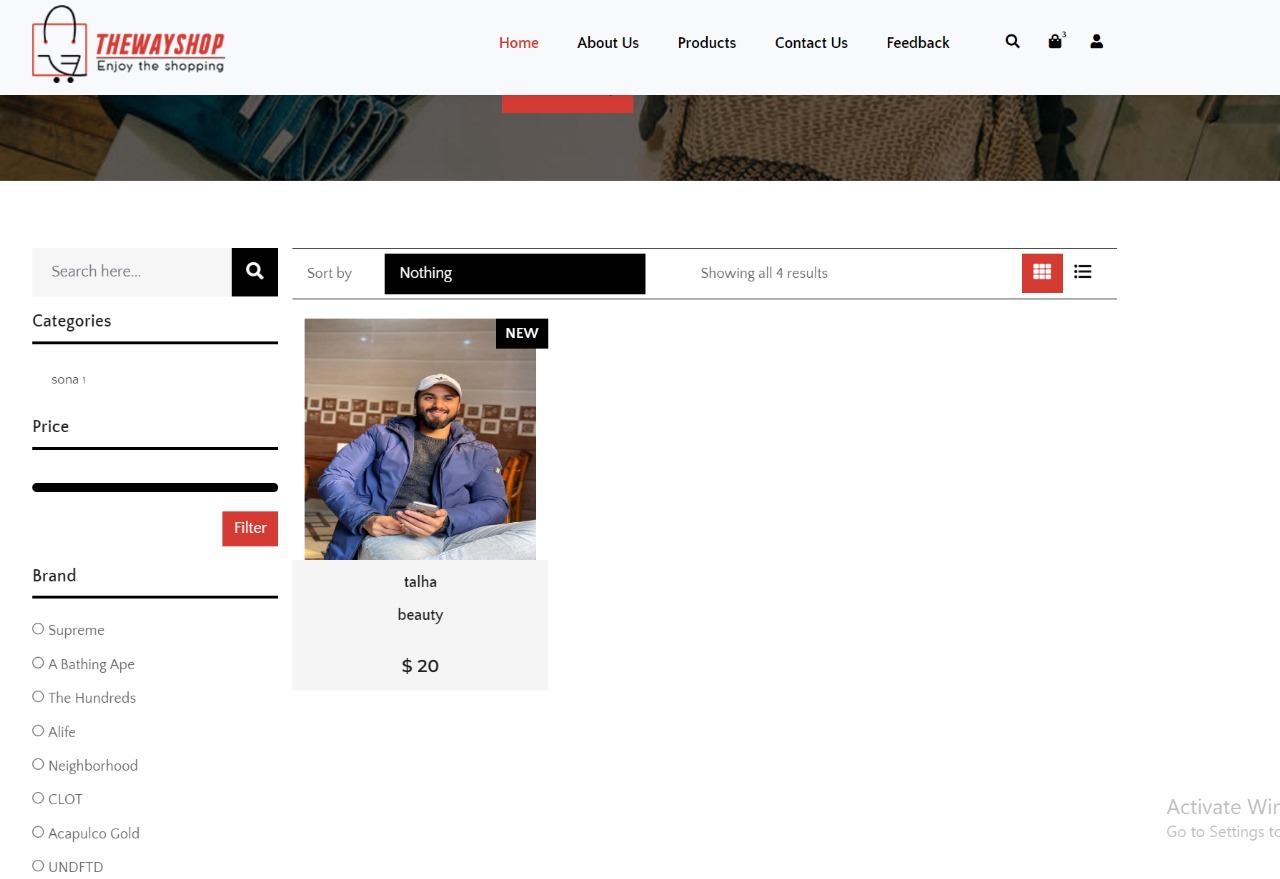 THEWAYSHOP
Enjoy the shopping
Home About Us Products Contact Us Feedback
3
Search here...
Sort by Nothing Showing all 4 results
Categories
NEW
sona 1
Price
Filter
Brand
talha
beauty
$ 20
Supreme
A Bathing Ape
The Hundreds
Alife
Neighborhood
CLOT
Acapulco Gold
UNDFTD
Activate Win
Go to Settings to